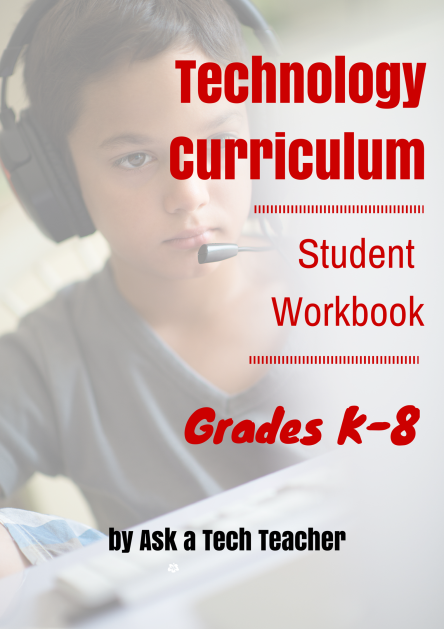 Technology
Curriculum
Student
Workbook
Grades K-8
by Ask a Tech Teacher